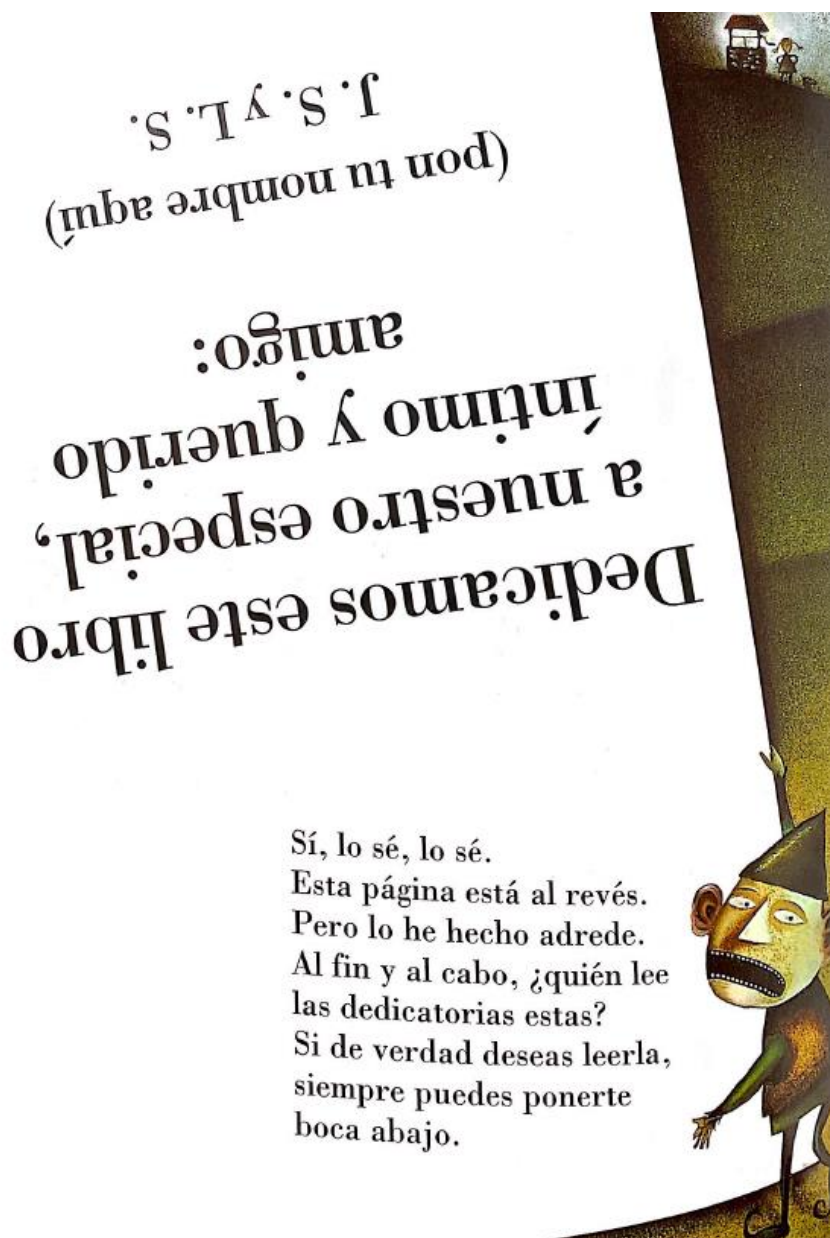 Dedicamos este libro
a nuestro especial,
íntimo y querido
amigo:
(pon tu nombre aquí)
J. S. y L. S.
Sí, lo sé, lo sé.
Esta página está al revés.
Pero lo he hecho adrede.
Al fin y al cabo, ¿quién lee
las dedicatorias estas?
Si de verdad deseas leerla,
siempre puedes ponerte
boca abajo.